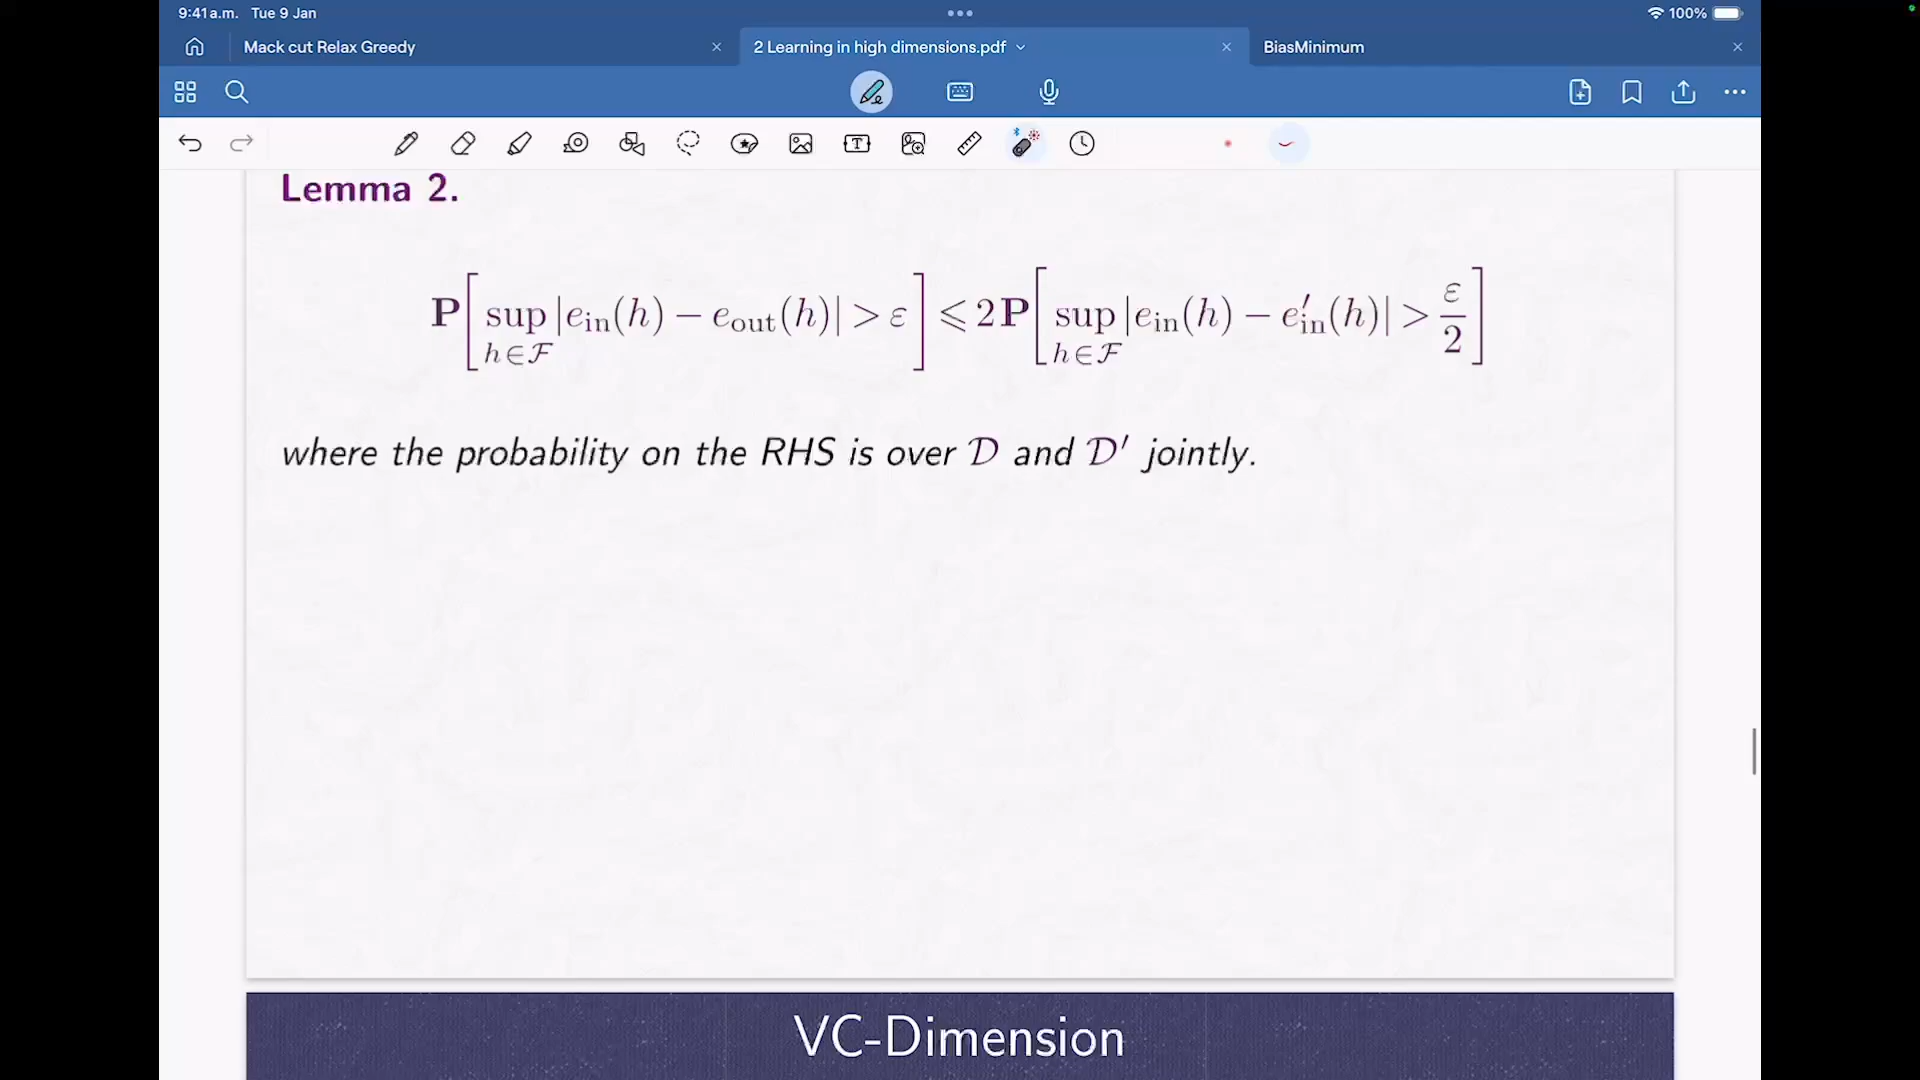 9:41 a.m. Tue 9 Jan
100%
Mack cut Relax Greedy
2 Learning in high dimensions.pdf
BiasMinimum
Lemma 2.
P[ sup_{h∈ℱ} |e_in(h) − e_out(h)| > ε ] ⩽ 2P[ sup_{h∈ℱ} |e_in(h) − e′_in(h)| > ε/2 ]
where the probability on the RHS is over 𝒟 and 𝒟′ jointly.
VC-Dimension